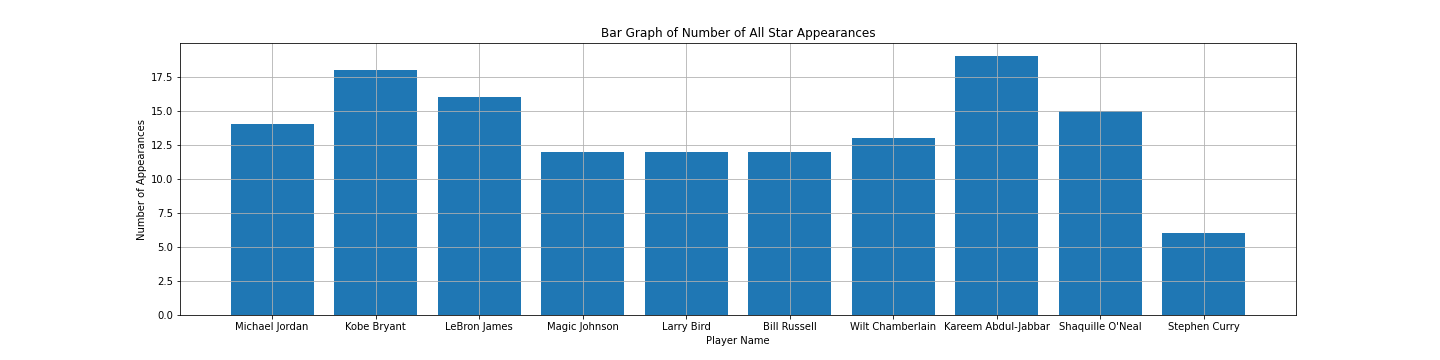 Bar Graph of Number of All Star Appearances
Number of Appearances
17.5
15.0
12.5
10.0
7.5
5.0
2.5
0.0
Michael Jordan Kobe Bryant LeBron James Magic Johnson Larry Bird Bill Russell Wilt Chamberlain Kareem Abdul-Jabbar Shaquille O'Neal Stephen Curry
Player Name